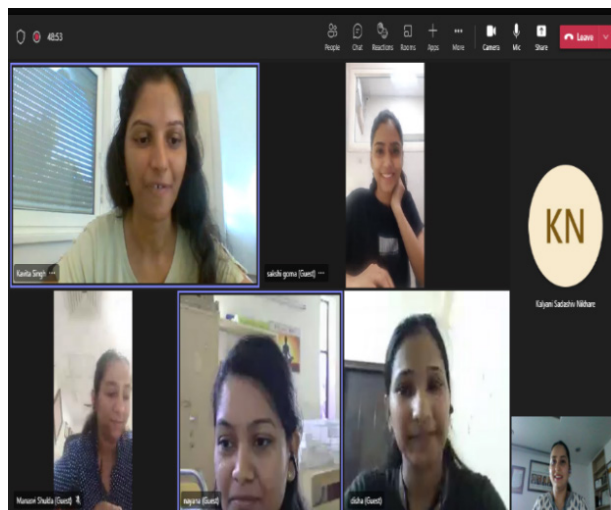 48:53
People Chat Reactions Rooms Apps More Camera Mic Share Leave
Kavita Singh
sakshi goma (Guest)
KN
Kalyani Sadashiv Nikhare
Manasvi Shukla (Guest)
nayana (Guest)
disha (Guest)